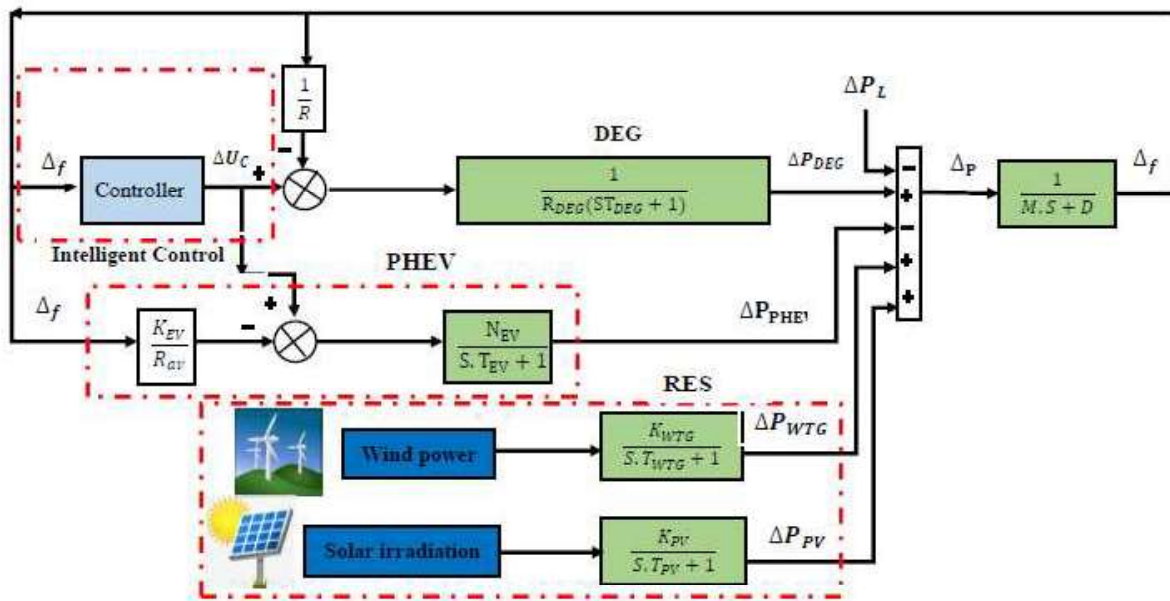 1
R
ΔP_L
DEG
Δ_f
Controller
ΔU_C
+
−
1
R_DEG(ST_DEG + 1)
ΔP_DEG
−
+
−
+
+
Δ_P
1
M.S + D
Δ_f
Intelligent Control
PHEV
Δ_f
K_EV
R_av
−
+
N_EV
S.T_EV + 1
ΔP_PHE
RES
Wind power
K_WTG
S.T_WTG + 1
ΔP_WTG
Solar irradiation
K_PV
S.T_PV + 1
ΔP_PV